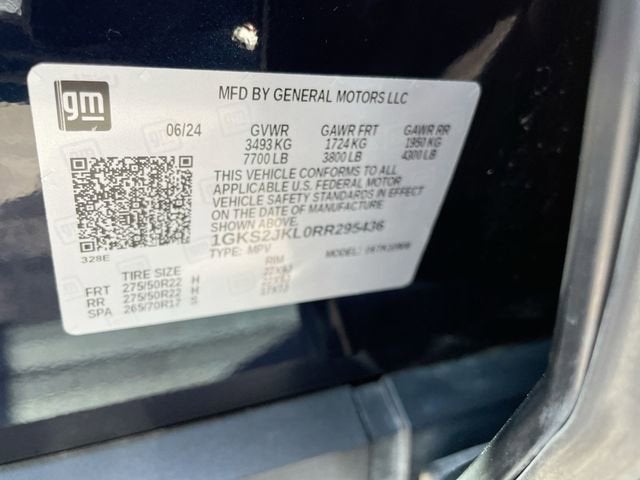 gm
MFD BY GENERAL MOTORS LLC
06/24 GVWR GAWR FRT GAWR RR
3493 KG 1724 KG 1950 KG
7700 LB 3800 LB 4300 LB
THIS VEHICLE CONFORMS TO ALL
APPLICABLE U.S. FEDERAL MOTOR
VEHICLE SAFETY STANDARDS IN EFFECT
ON THE DATE OF MANUFACTURE
SHOWN ABOVE.
1GKS2JKL0RR295436
TYPE: MPV MODEL:
328E
TIRE SIZE RIM
FRT 275/50R22 H
RR 275/50R22 H
SPA 265/70R17 S